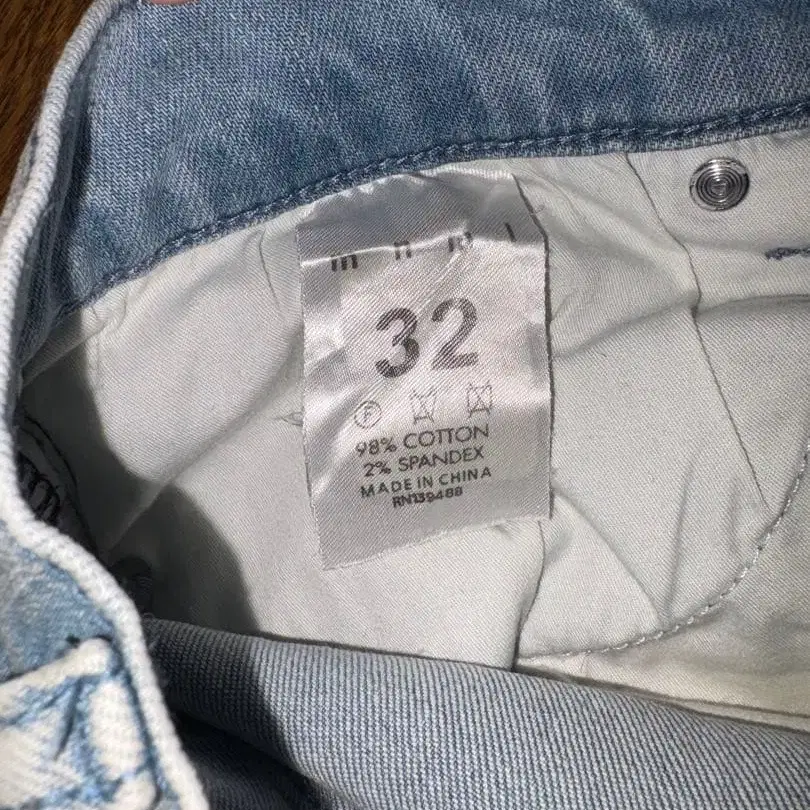 m n m l
32
F
98% COTTON
2% SPANDEX
MADE IN CHINA
RN139488